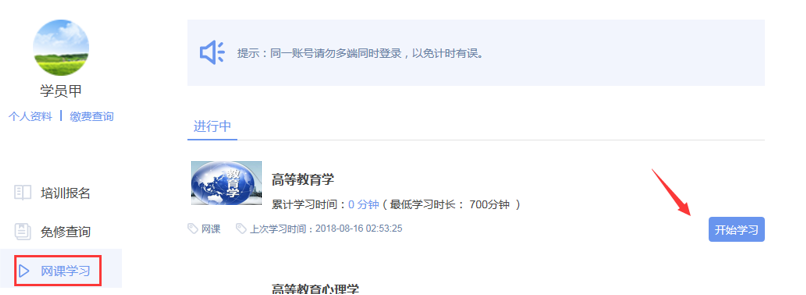 提示：同一账号请勿多端同时登录，以免计时有误。
学员甲
个人资料 | 缴费查询
进行中
教育学
高等教育学
累计学习时间：0 分钟 ( 最低学习时长： 700分钟 )
网课 上次学习时间：2018-08-16 02:53:25
开始学习
培训报名
免修查询
网课学习
高等教育心理学